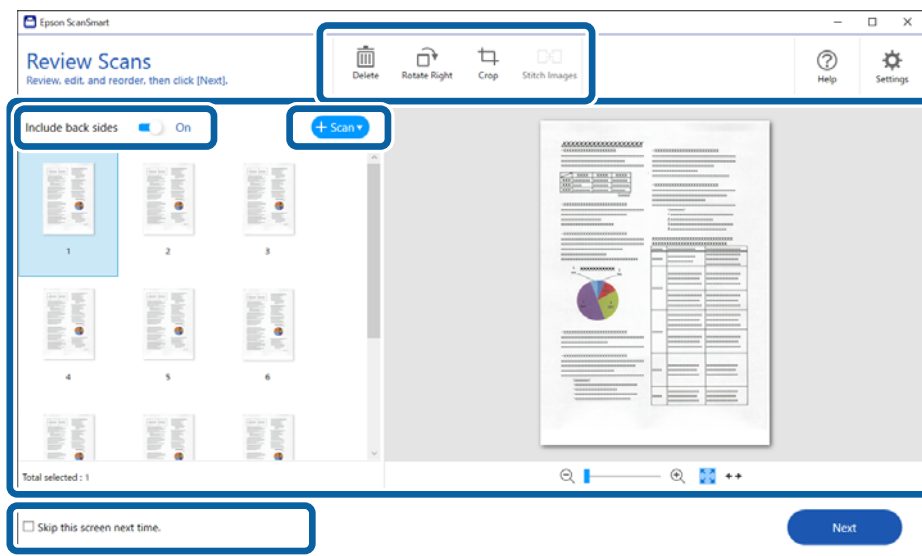 Epson ScanSmart
Review Scans
Review, edit, and reorder, then click [Next].
Delete
Rotate Right
Crop
Stitch Images
Help
Settings
Include back sides
On
+ Scan
1
2
3
4
5
6
Total selected : 1
Skip this screen next time.
Next